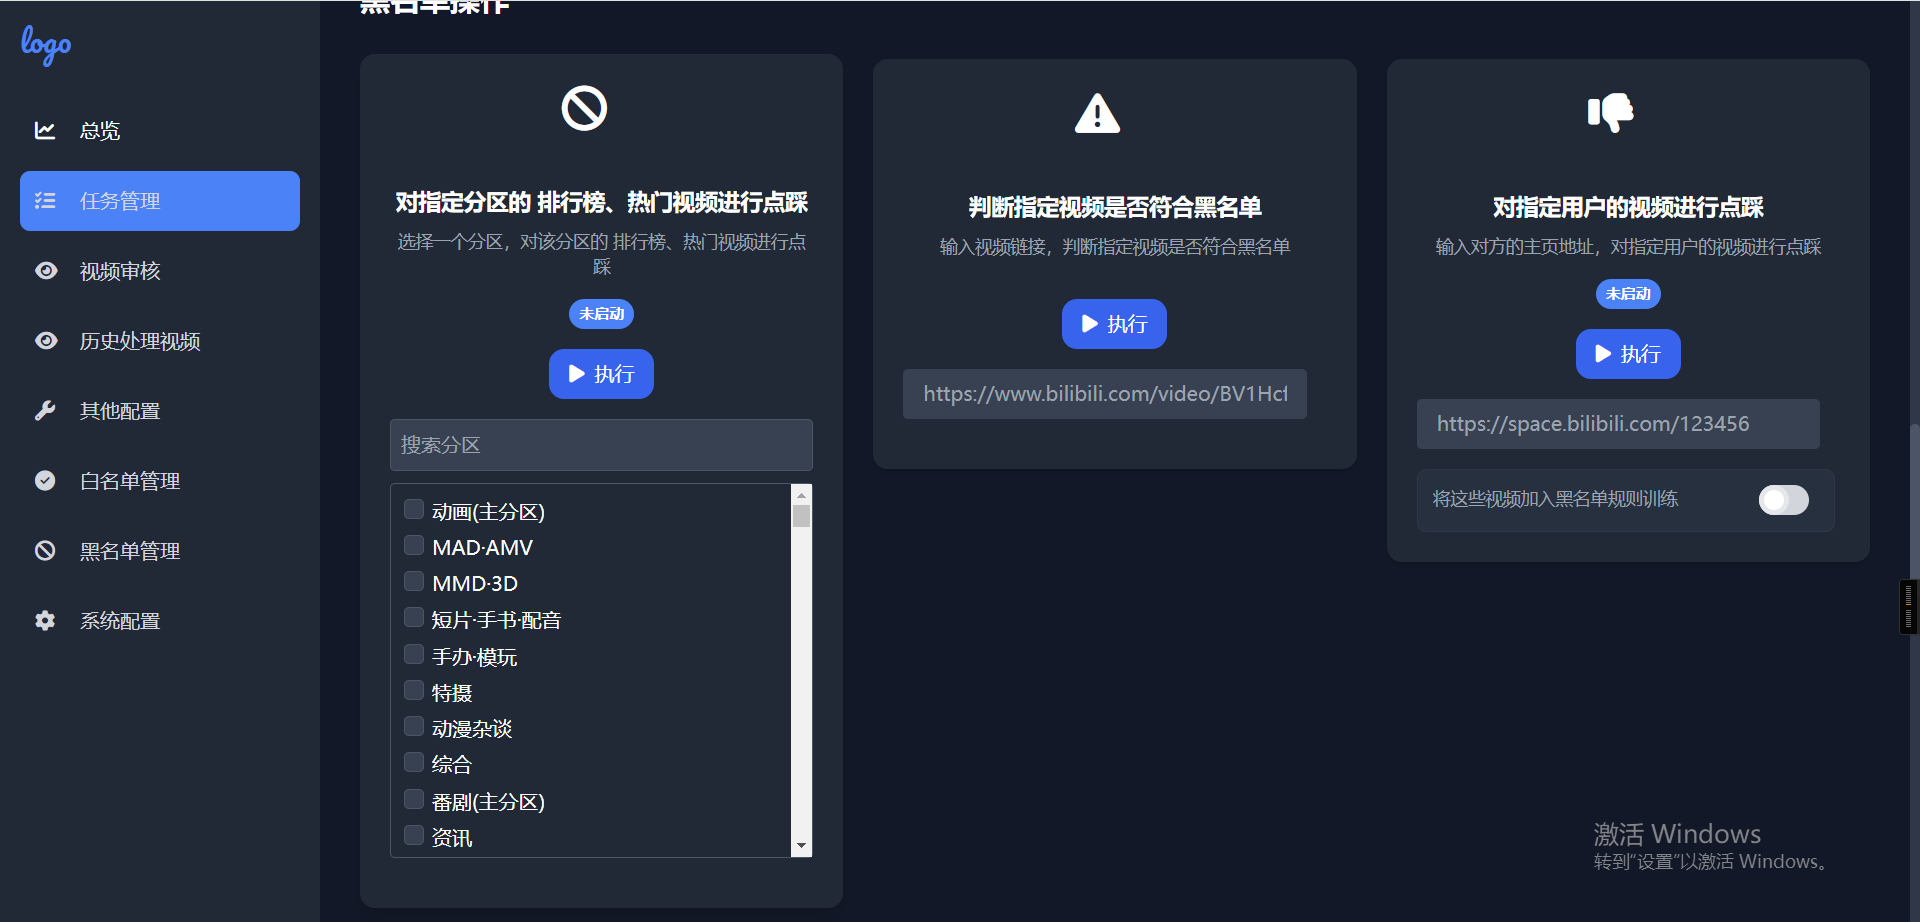 黑名单操作
logo
总览
任务管理
视频审核
历史处理视频
其他配置
白名单管理
黑名单管理
系统配置
对指定分区的 排行榜、热门视频进行点踩
选择一个分区，对该分区的 排行榜、热门视频进行点
踩
未启动
执行
搜索分区
动画(主分区)
MAD·AMV
MMD·3D
短片·手书·配音
手办·模玩
特摄
动漫杂谈
综合
番剧(主分区)
资讯
判断指定视频是否符合黑名单
输入视频链接，判断指定视频是否符合黑名单
执行
https://www.bilibili.com/video/BV1Hcf
对指定用户的视频进行点踩
输入对方的主页地址，对指定用户的视频进行点踩
未启动
执行
https://space.bilibili.com/123456
将这些视频加入黑名单规则训练
激活 Windows
转到“设置”以激活 Windows。